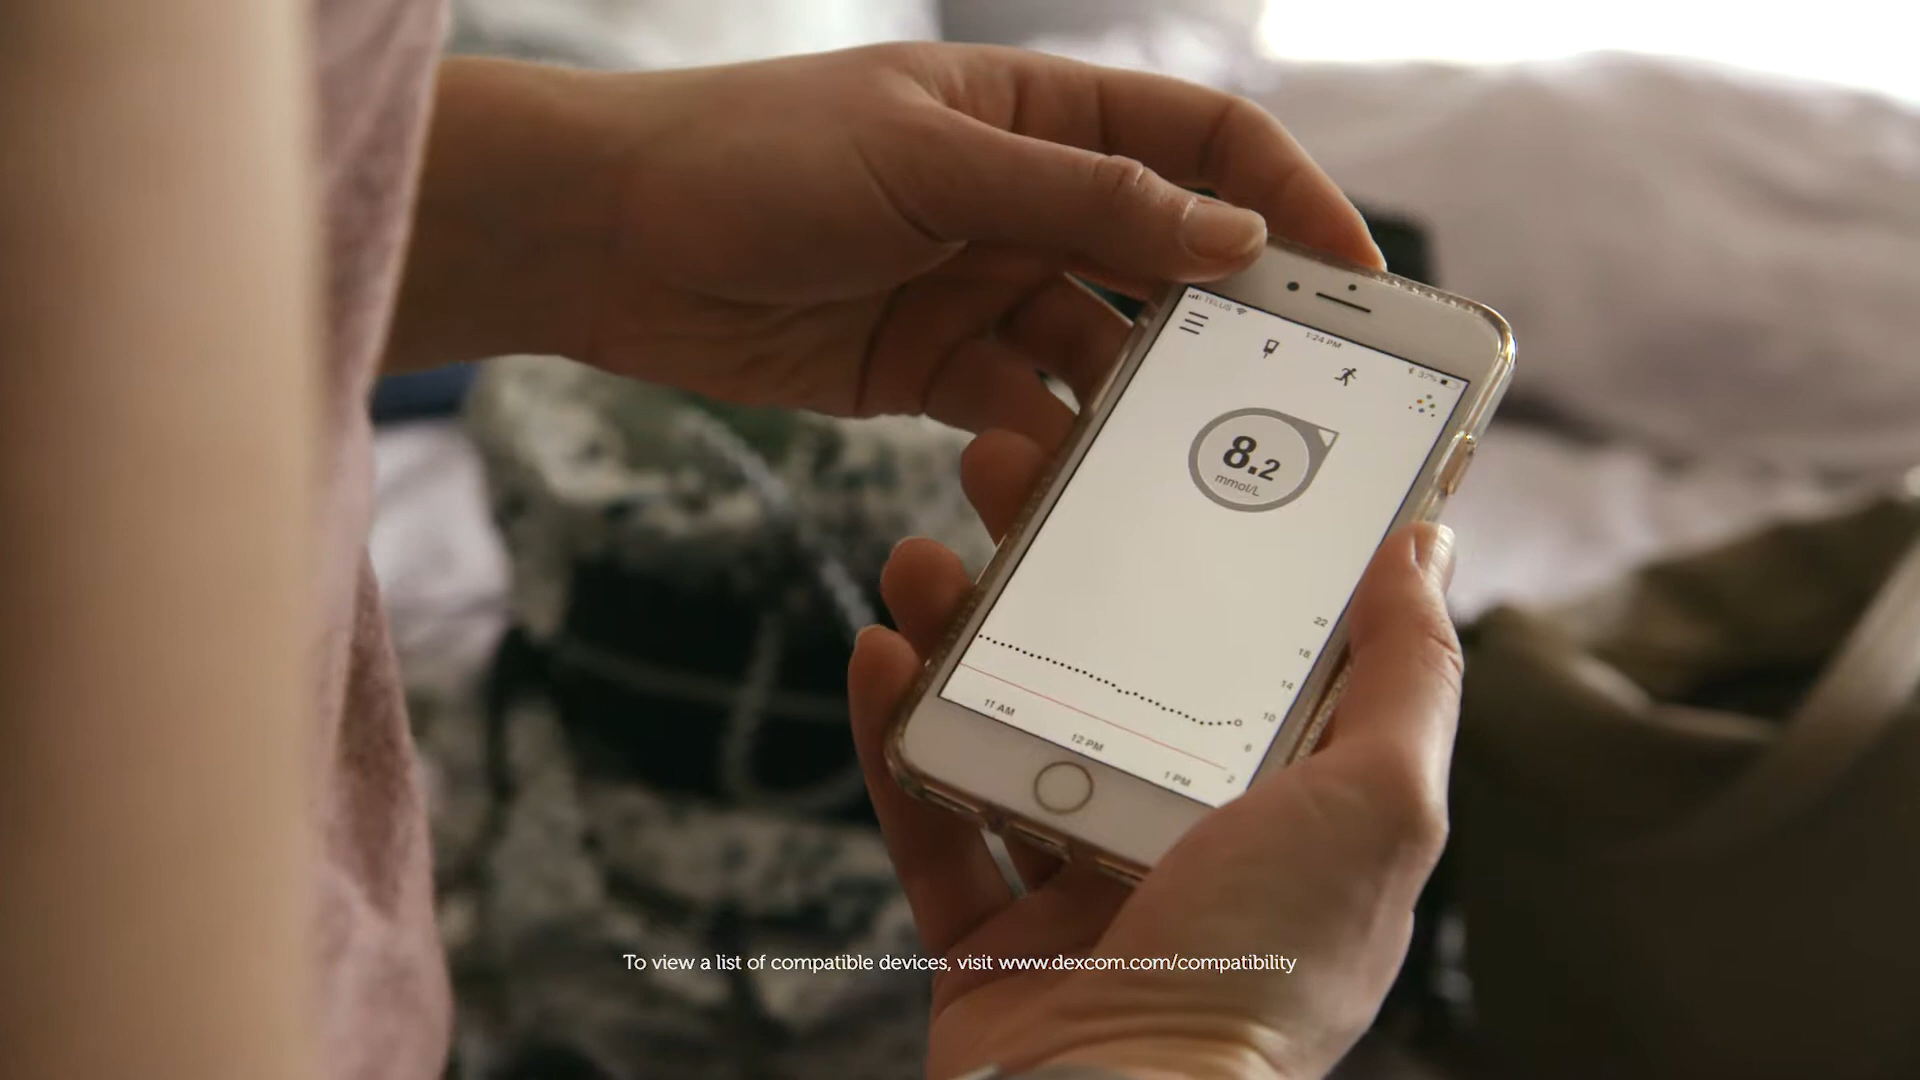 TELUS
1:24 PM
37%
8.2
mmol/L
22
18
14
10
6
2
11 AM
12 PM
1 PM
To view a list of compatible devices, visit www.dexcom.com/compatibility